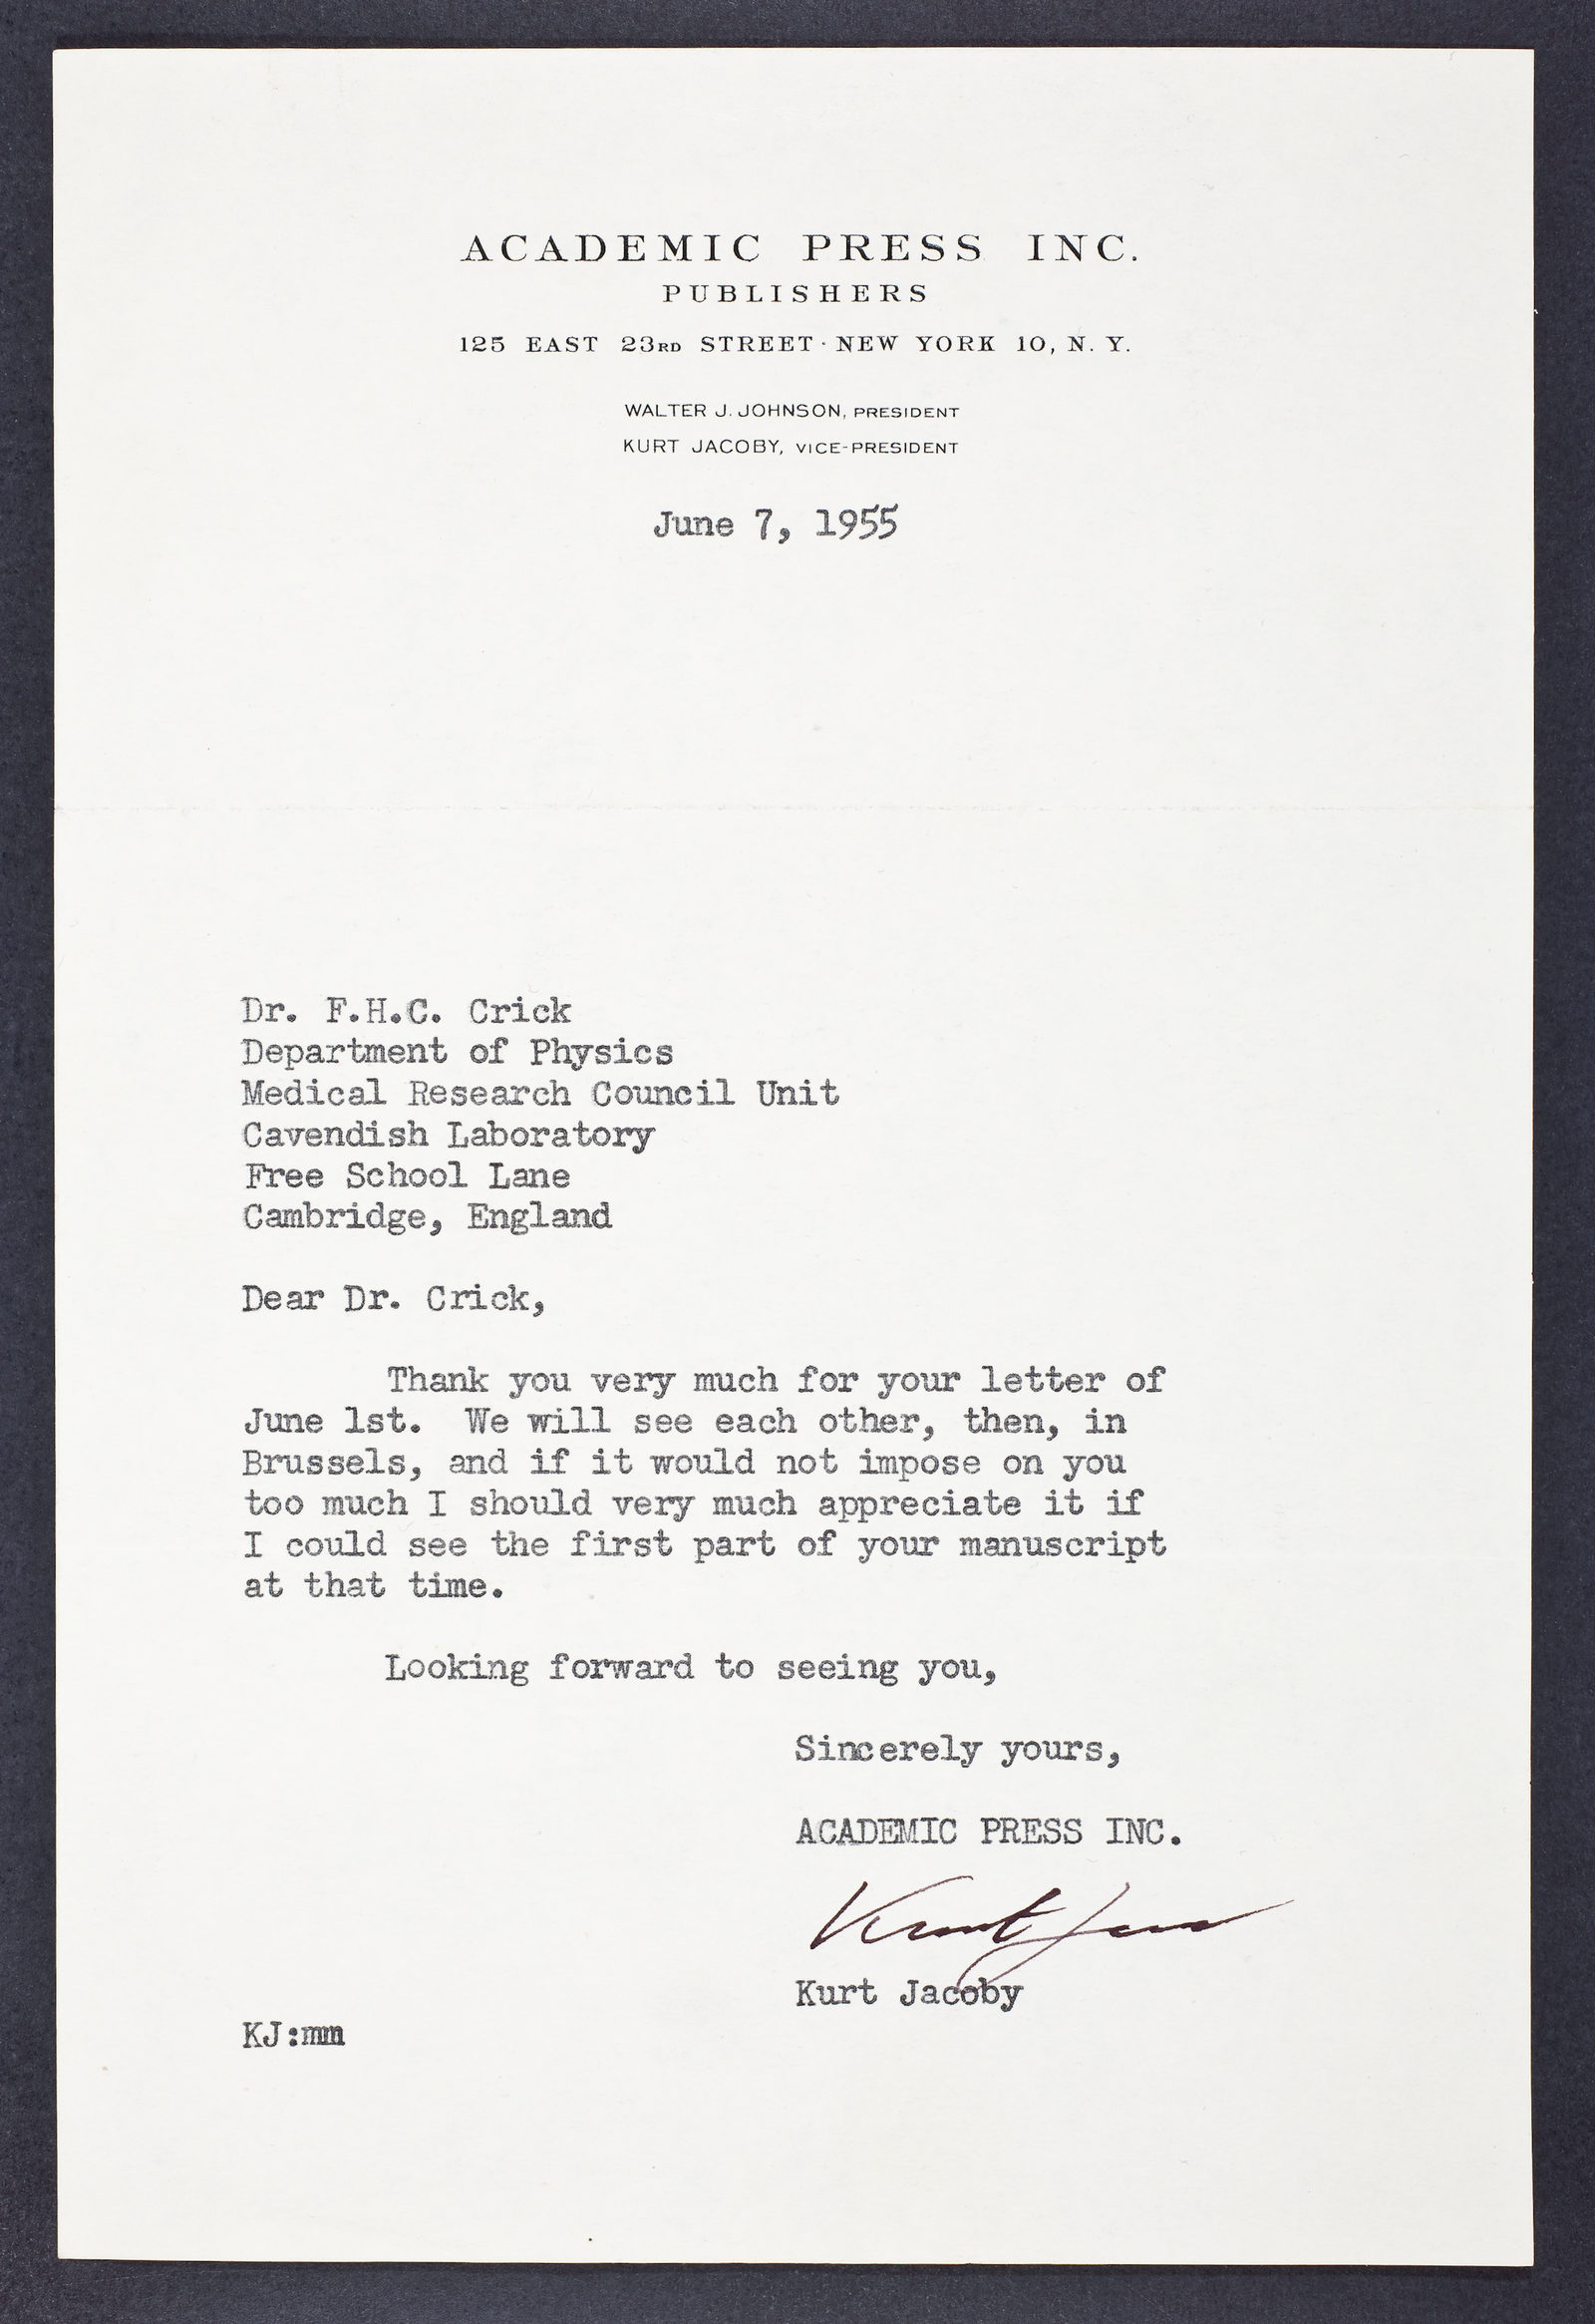 ACADEMIC PRESS INC.
PUBLISHERS
125 EAST 23RD STREET · NEW YORK 10, N. Y.
WALTER J. JOHNSON, PRESIDENT
KURT JACOBY, VICE-PRESIDENT
June 7, 1955
Dr. F.H.C. Crick
Department of Physics
Medical Research Council Unit
Cavendish Laboratory
Free School Lane
Cambridge, England
Dear Dr. Crick,
Thank you very much for your letter of
June 1st. We will see each other, then, in
Brussels, and if it would not impose on you
too much I should very much appreciate it if
I could see the first part of your manuscript
at that time.
Looking forward to seeing you,
Sincerely yours,
ACADEMIC PRESS INC.
Kurt
Kurt Jacoby
KJ:mm